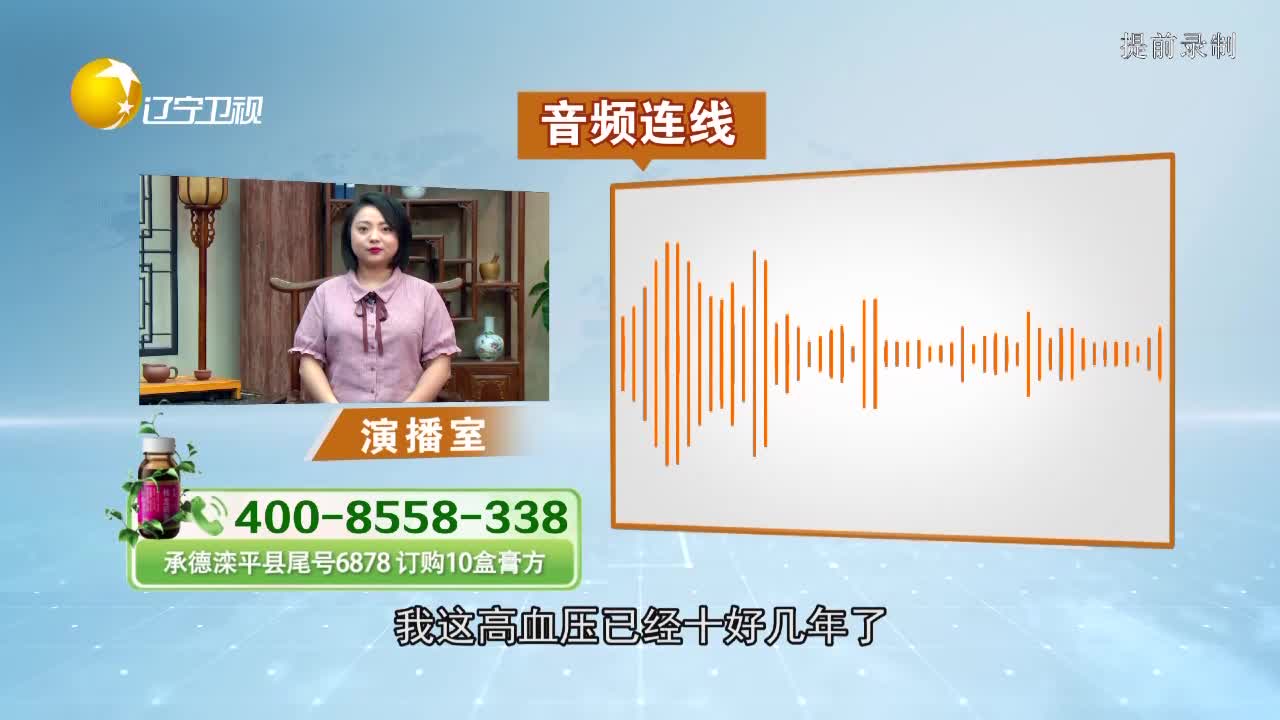 提前录制
辽宁卫视
音频连线
演播室
400-8558-338
承德滦平县尾号6878 订购10盒膏方
我这高血压已经十好几年了